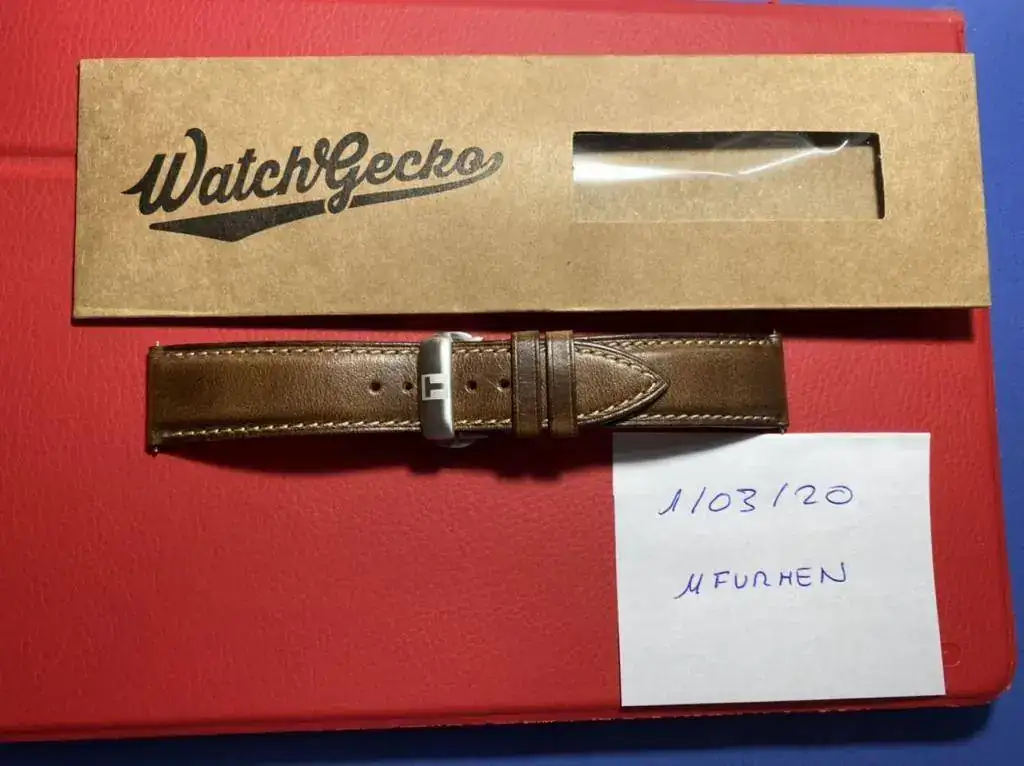 WatchGecko
T
1/03/20
MFURHEN